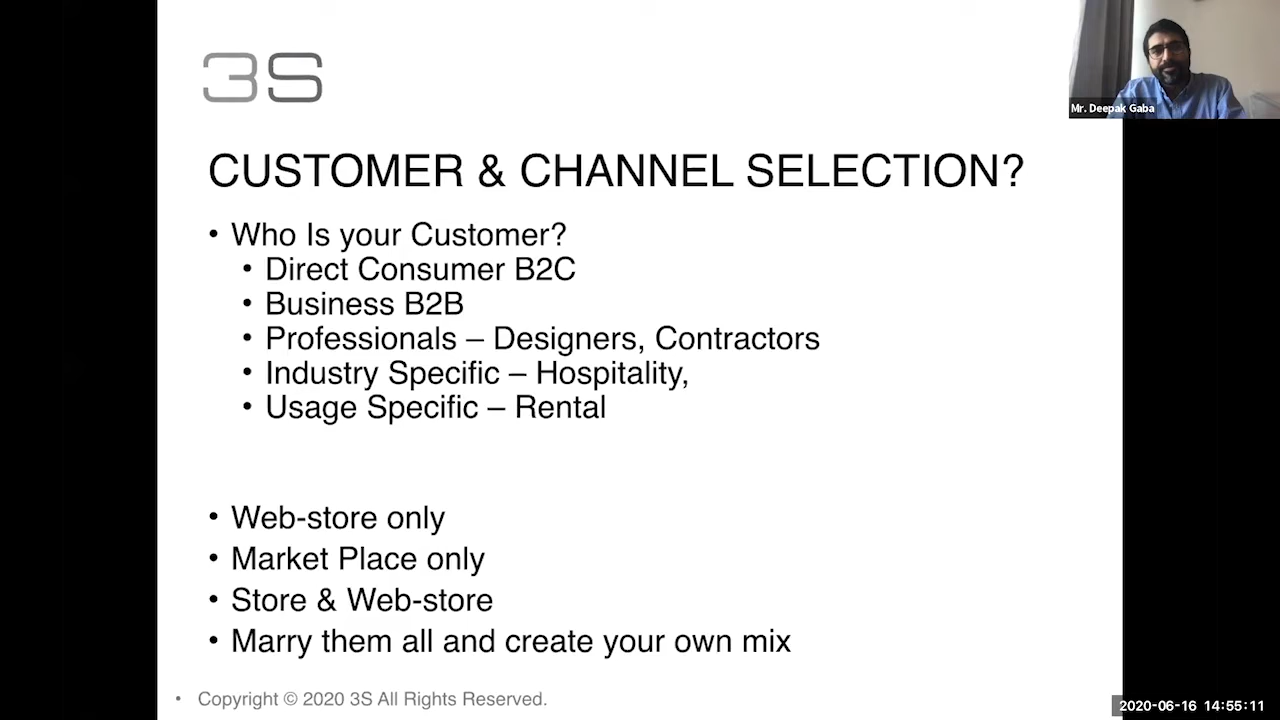 3S
Mr. Deepak Gaba
CUSTOMER & CHANNEL SELECTION?
• Who Is your Customer?
• Direct Consumer B2C
• Business B2B
• Professionals – Designers, Contractors
• Industry Specific – Hospitality,
• Usage Specific – Rental
• Web-store only
• Market Place only
• Store & Web-store
• Marry them all and create your own mix
• Copyright © 2020 3S All Rights Reserved.
2020-06-16 14:55:11